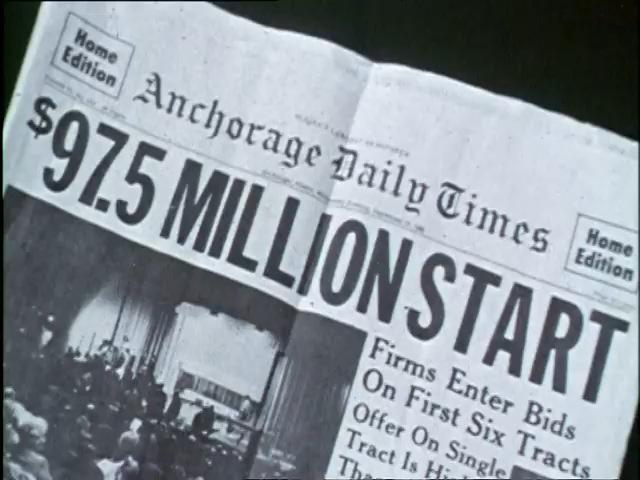 Home
Edition
Anchorage Daily Times
Home
Edition
$97.5 MILLION START
Firms Enter Bids
On First Six Tracts
Offer On Single
Tract Is